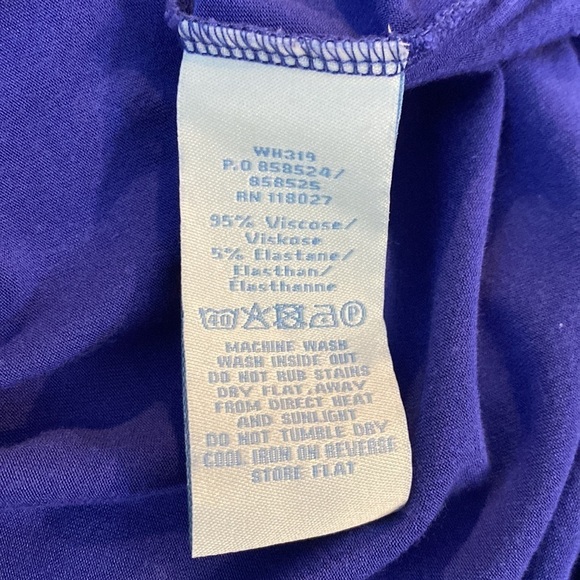 WH319
P.O 858524/
858525
RN 118027
95% Viscose/
Viskose
5% Elastane/
Elasthan/
Elasthanne
40 P
MACHINE WASH
WASH INSIDE OUT
DO NOT RUB STAINS
DRY FLAT,AWAY
FROM DIRECT HEAT
AND SUNLIGHT
DO NOT TUMBLE DRY
COOL IRON ON REVERSE
STORE FLAT